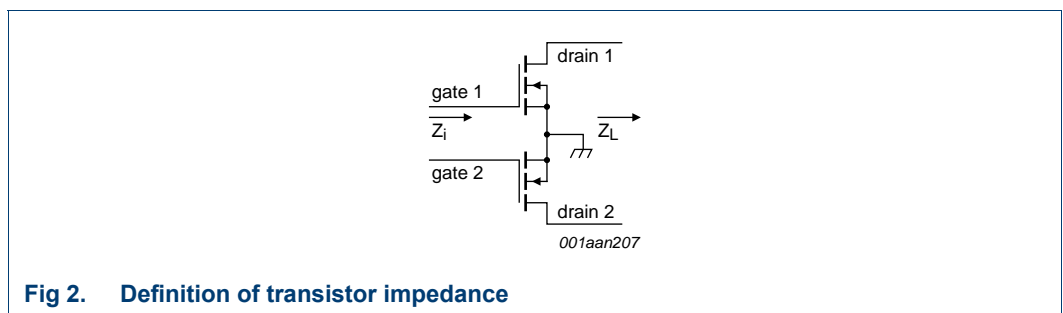 drain 1
gate 1
Zi
ZL
gate 2
drain 2
001aan207
Fig 2. Definition of transistor impedance